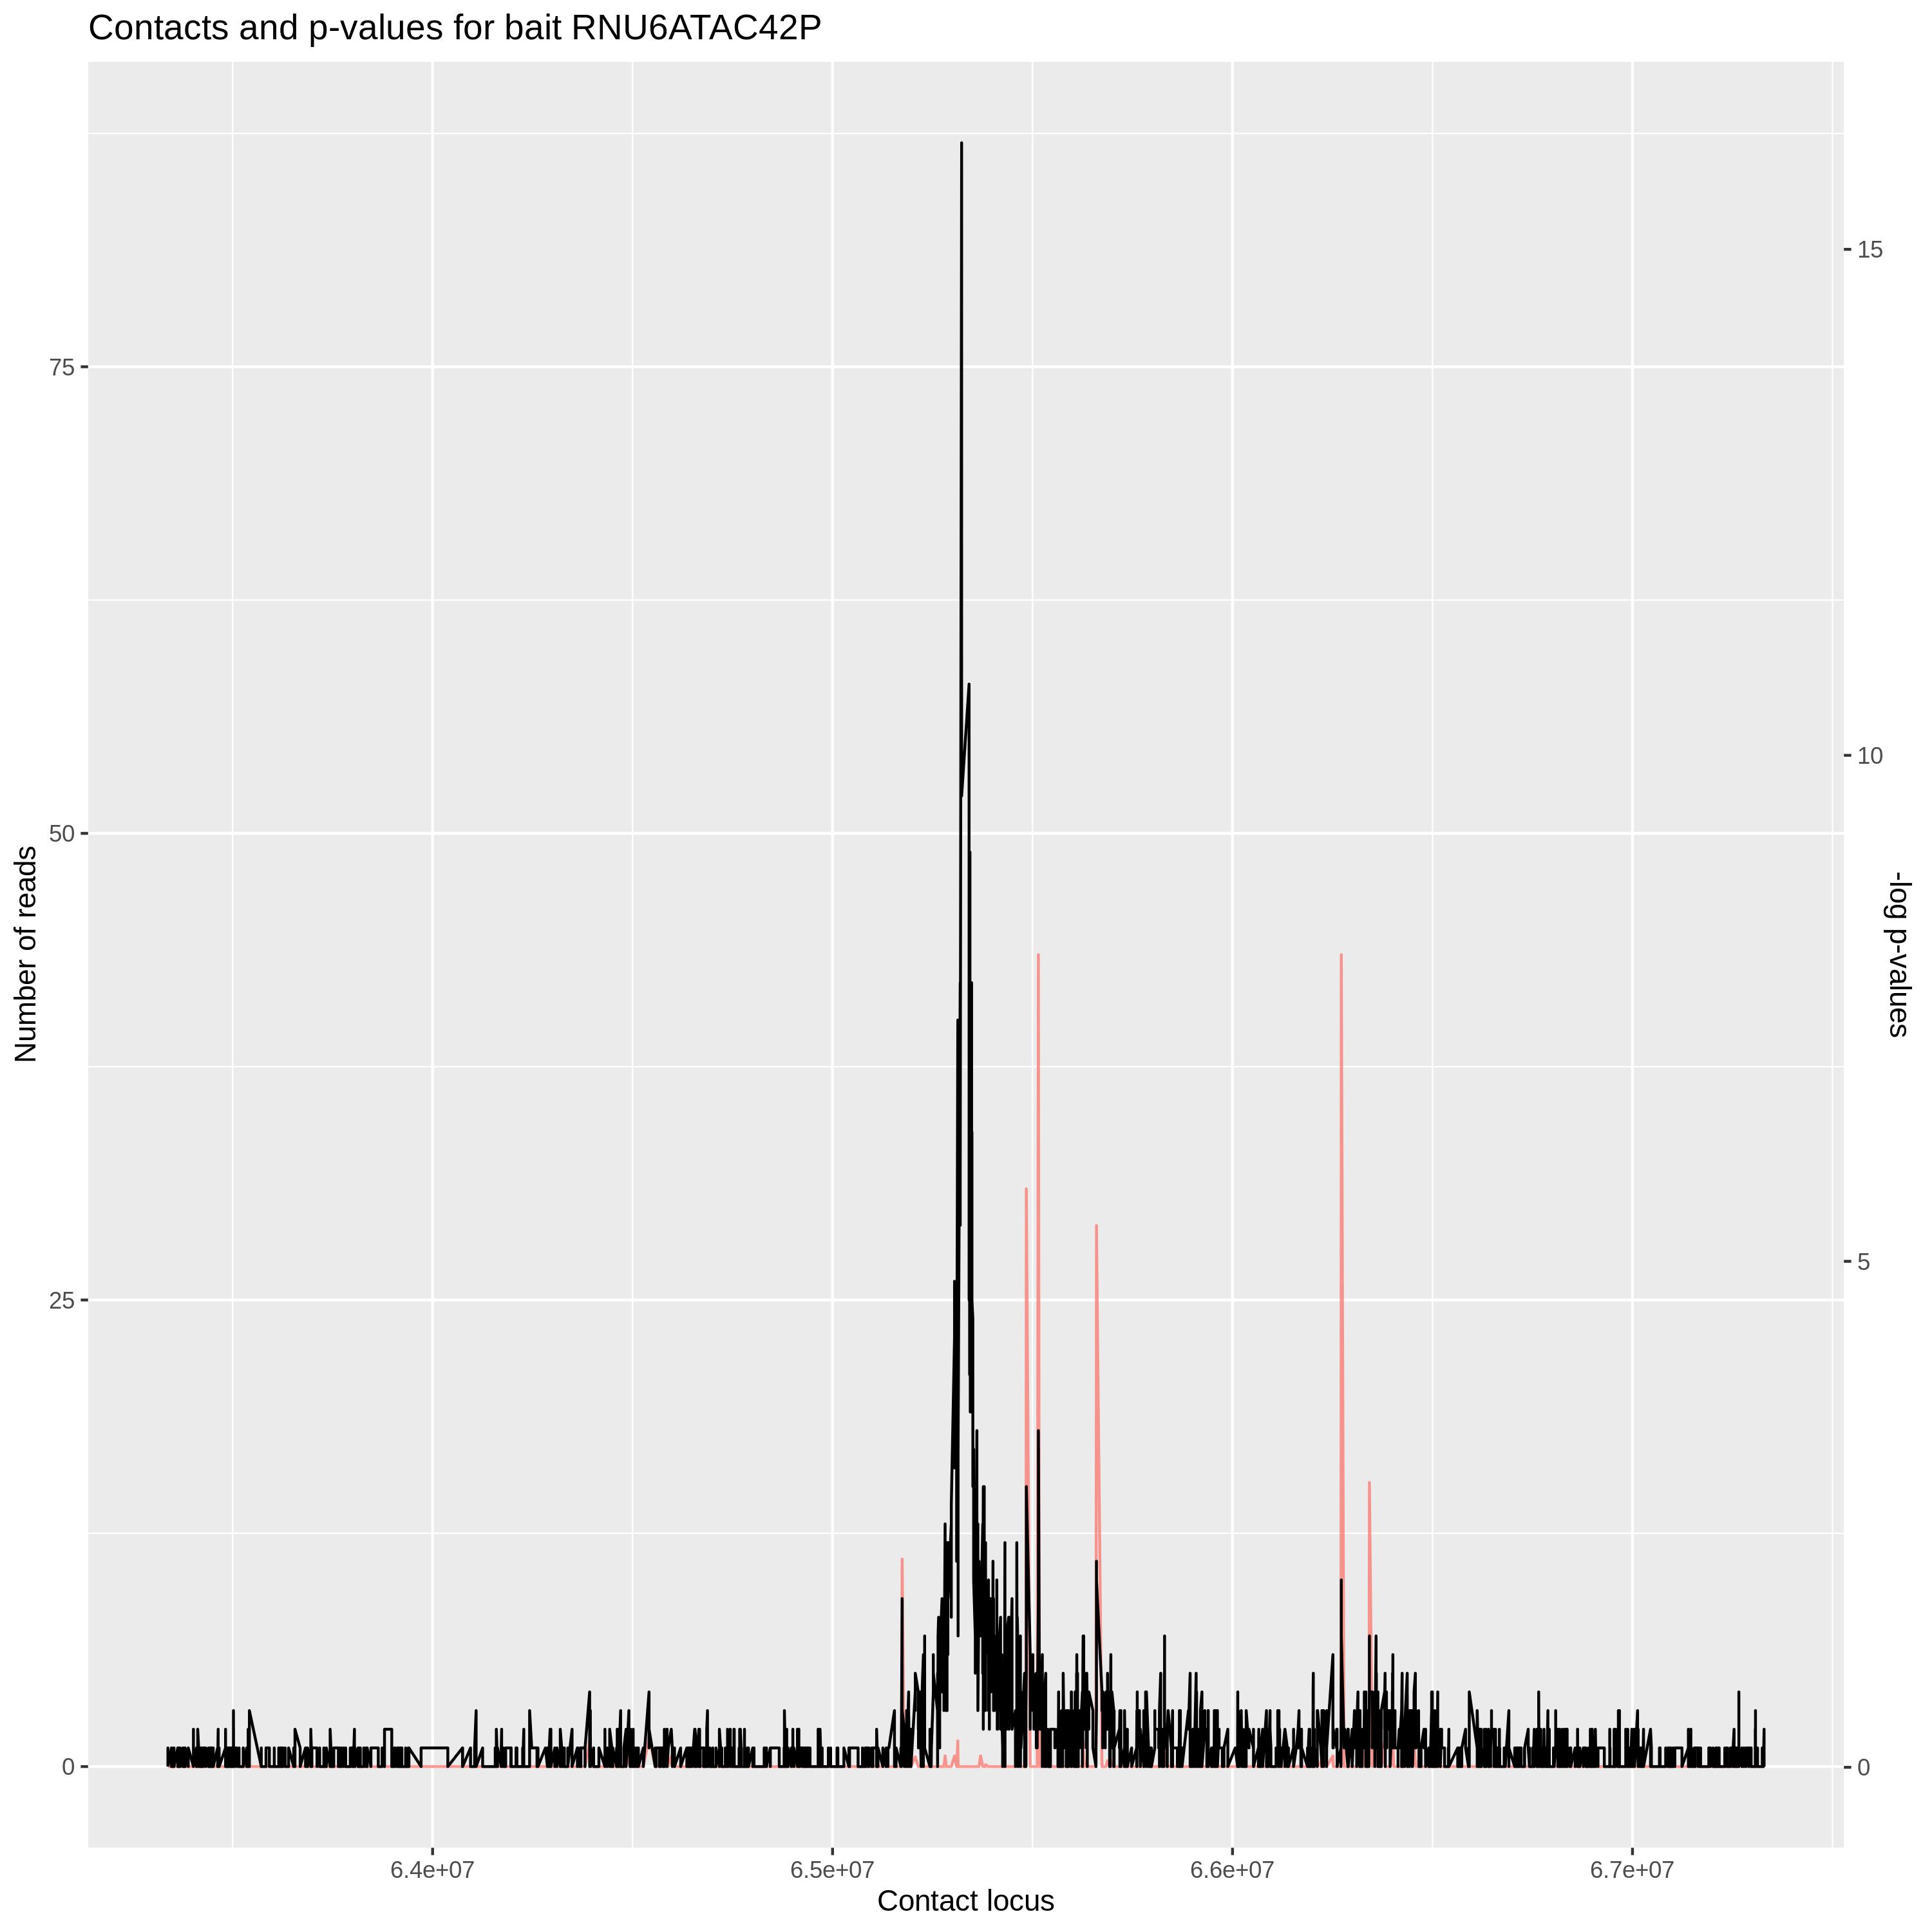 Contacts and p-values for bait RNU6ATAC42P
Number of reads
75
50
25
0
15
10
5
0
-log p-values
6.4e+07
6.5e+07
6.6e+07
6.7e+07
Contact locus